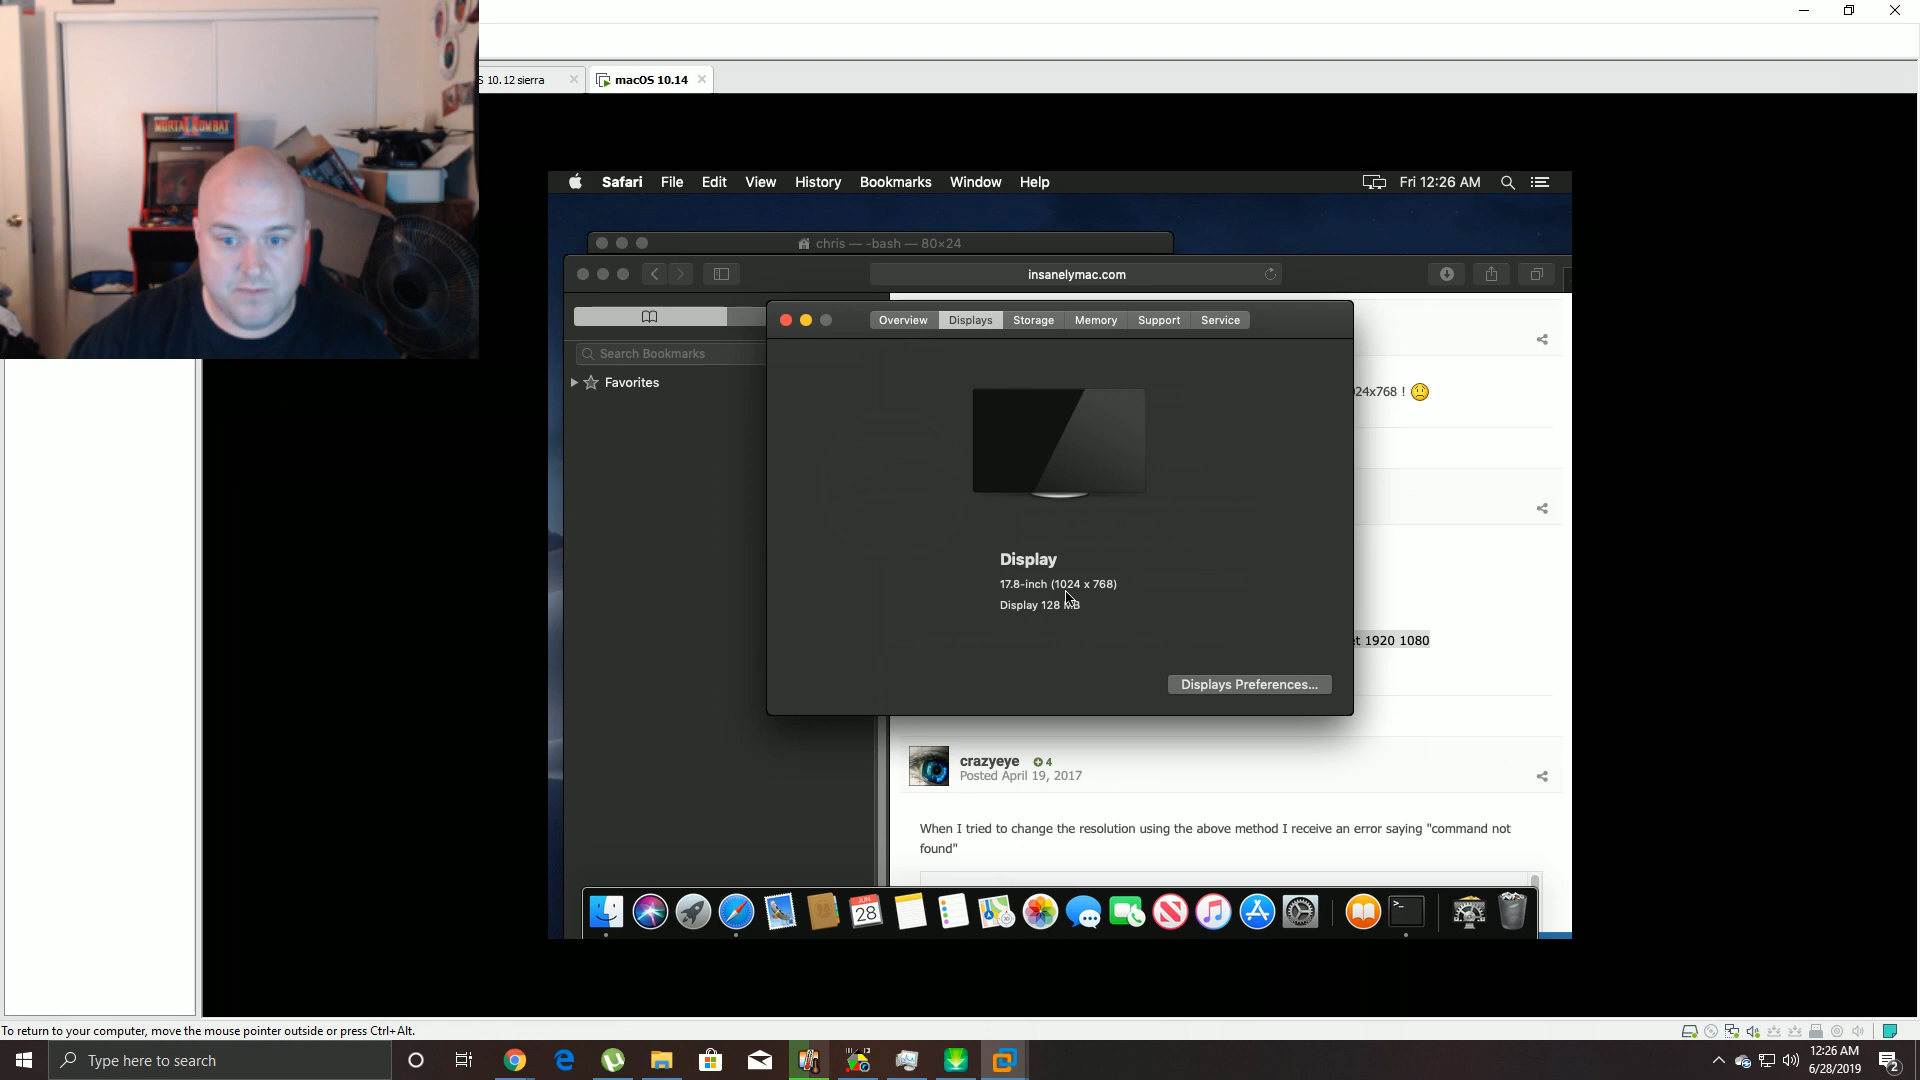 MORTAL KOMBAT
S 10.12 sierra
macOS 10.14
Safari File Edit View History Bookmarks Window Help
Fri 12:26 AM
chris — -bash — 80×24
insanelymac.com
Overview Displays Storage Memory Support Service
Search Bookmarks
Favorites
24x768 !
Display
17.8-inch (1024 x 768)
Display 128 MB
et 1920 1080
Displays Preferences...
crazyeye 4
Posted April 19, 2017
When I tried to change the resolution using the above method I receive an error saying "command not
found"
JUN
28
To return to your computer, move the mouse pointer outside or press Ctrl+Alt.
Type here to search
12:26 AM
6/28/2019
2